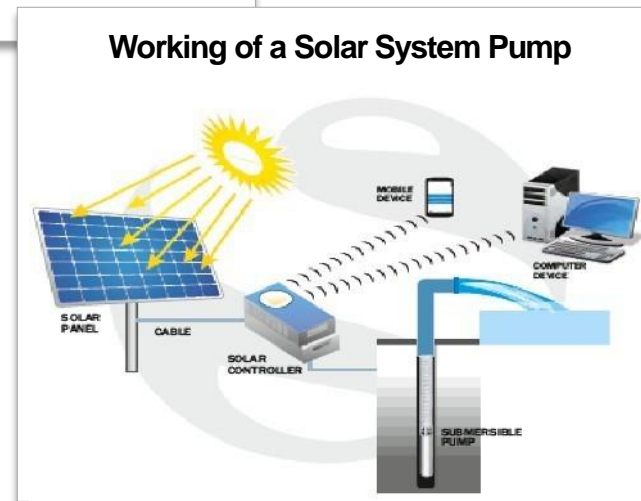 Working of a Solar System Pump
MOBILE
DEVICE
COMPUTER
DEVICE
SOLAR
PANEL
CABLE
SOLAR
CONTROLLER
SUBMERSIBLE
PUMP